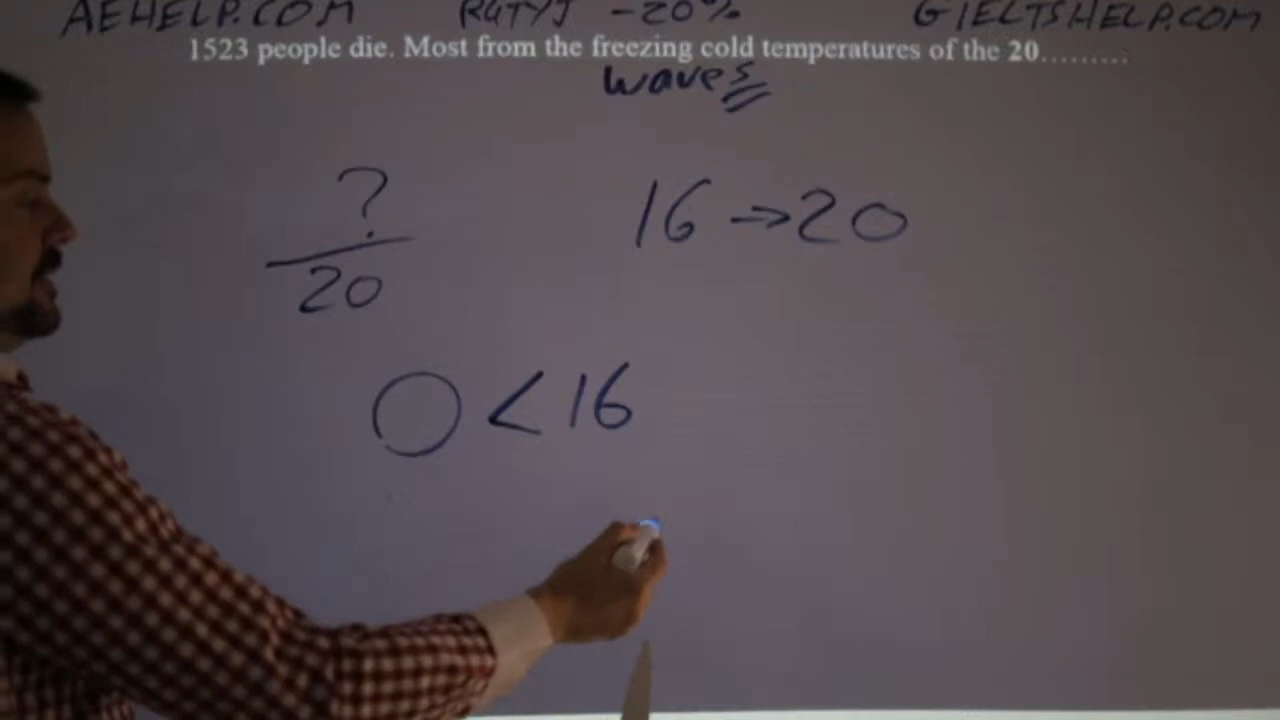 AEHELP.COM R4TYJ -20% GIELTSHELP.COM
1523 people die. Most from the freezing cold temperatures of the 20.........
waves
?
20
16 → 20
○ < 16